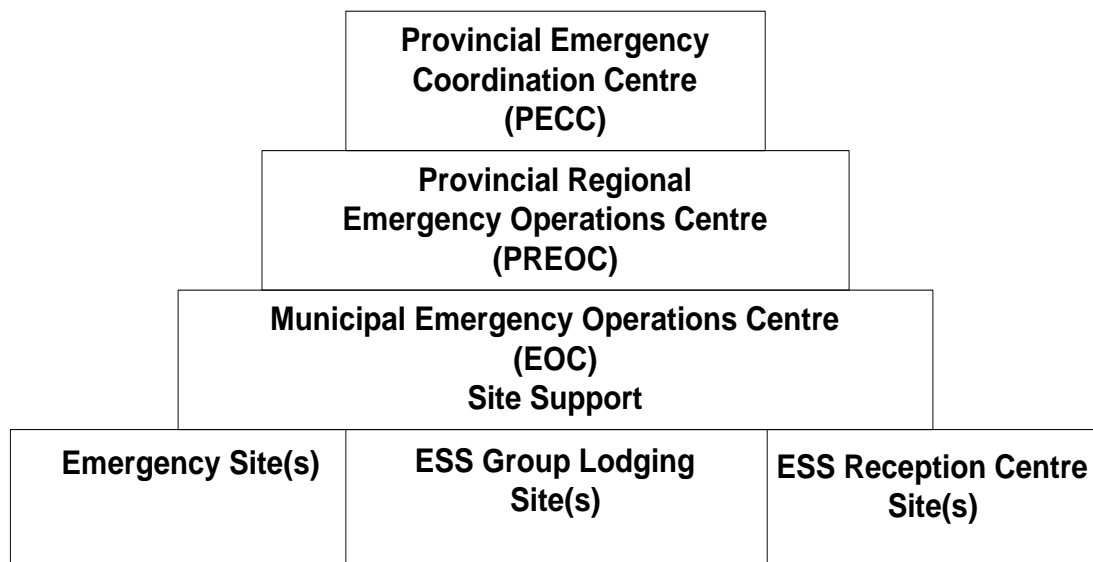 Provincial Emergency
Coordination Centre
(PECC)
Provincial Regional
Emergency Operations Centre
(PREOC)
Municipal Emergency Operations Centre
(EOC)
Site Support
Emergency Site(s)
ESS Group Lodging
Site(s)
ESS Reception Centre
Site(s)